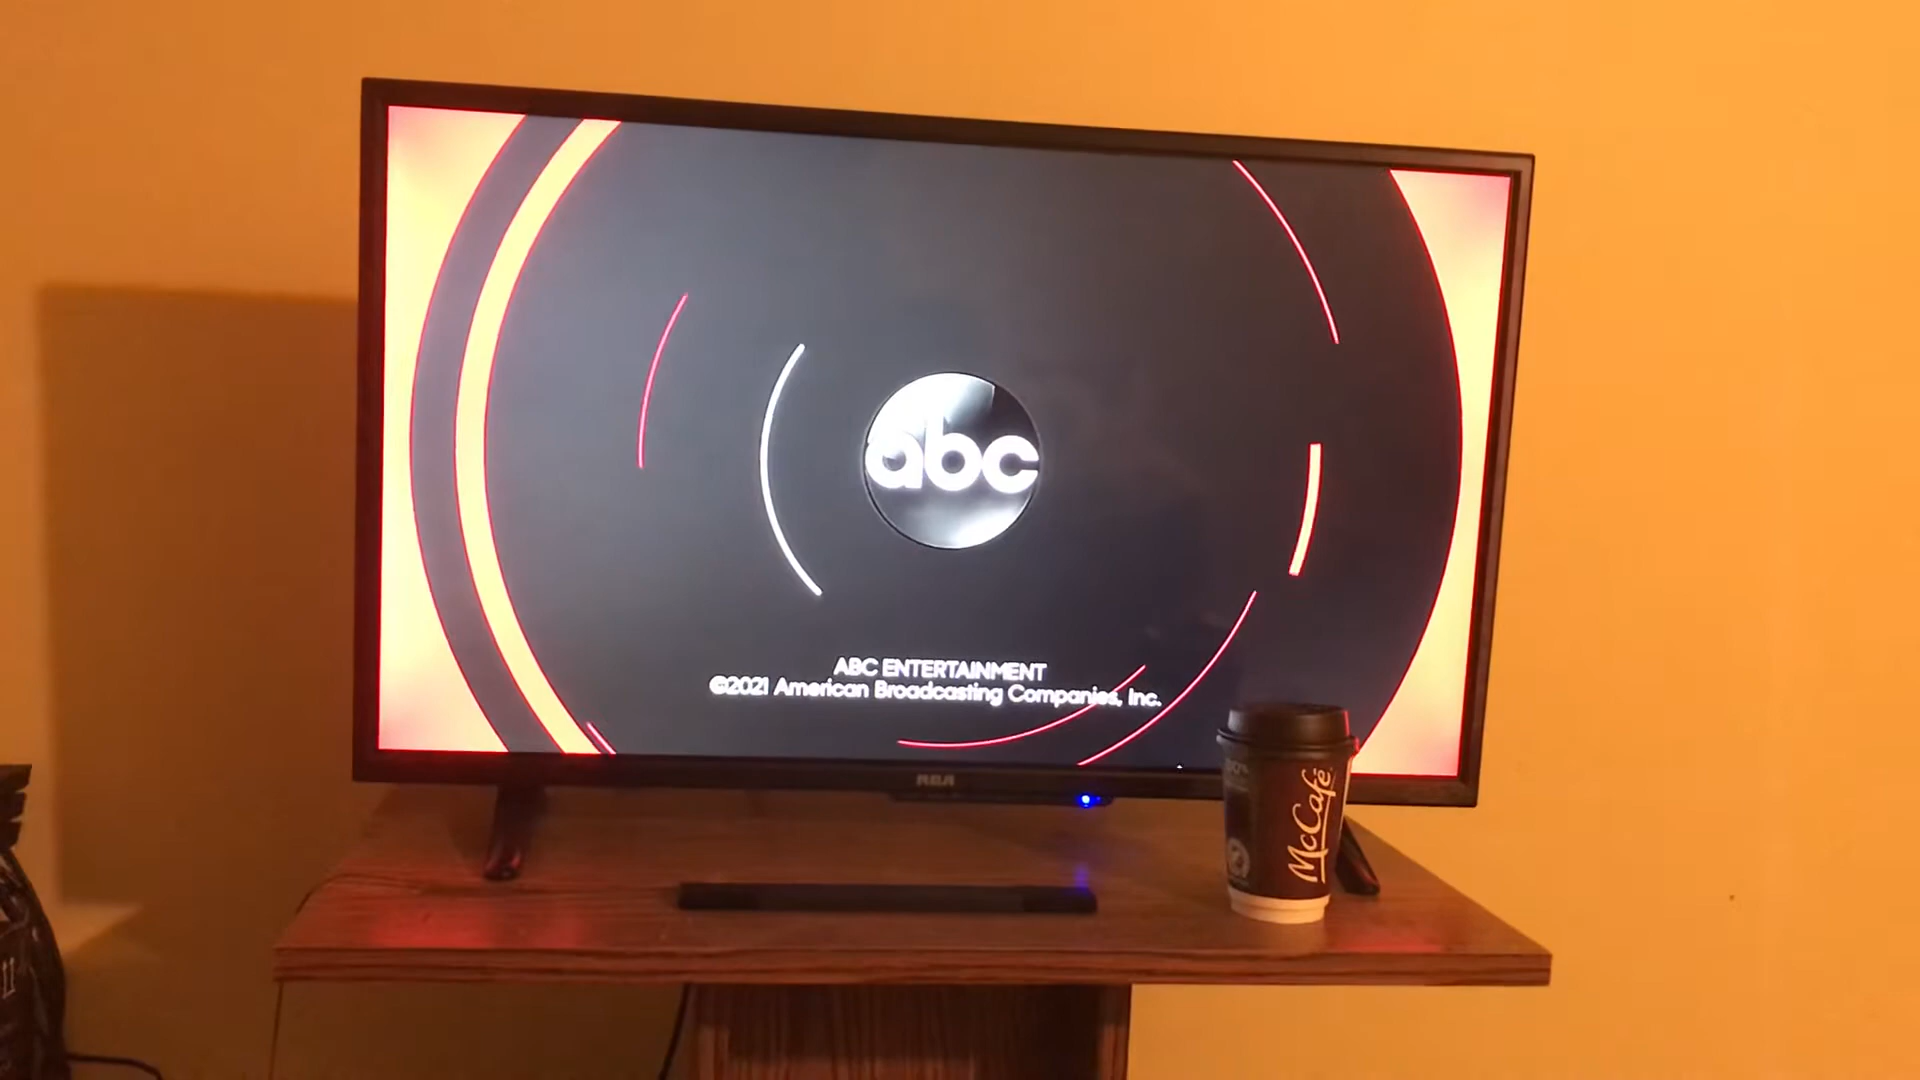 abc
ABC ENTERTAINMENT
©2021 American Broadcasting Companies, Inc.
RCA
McCafé